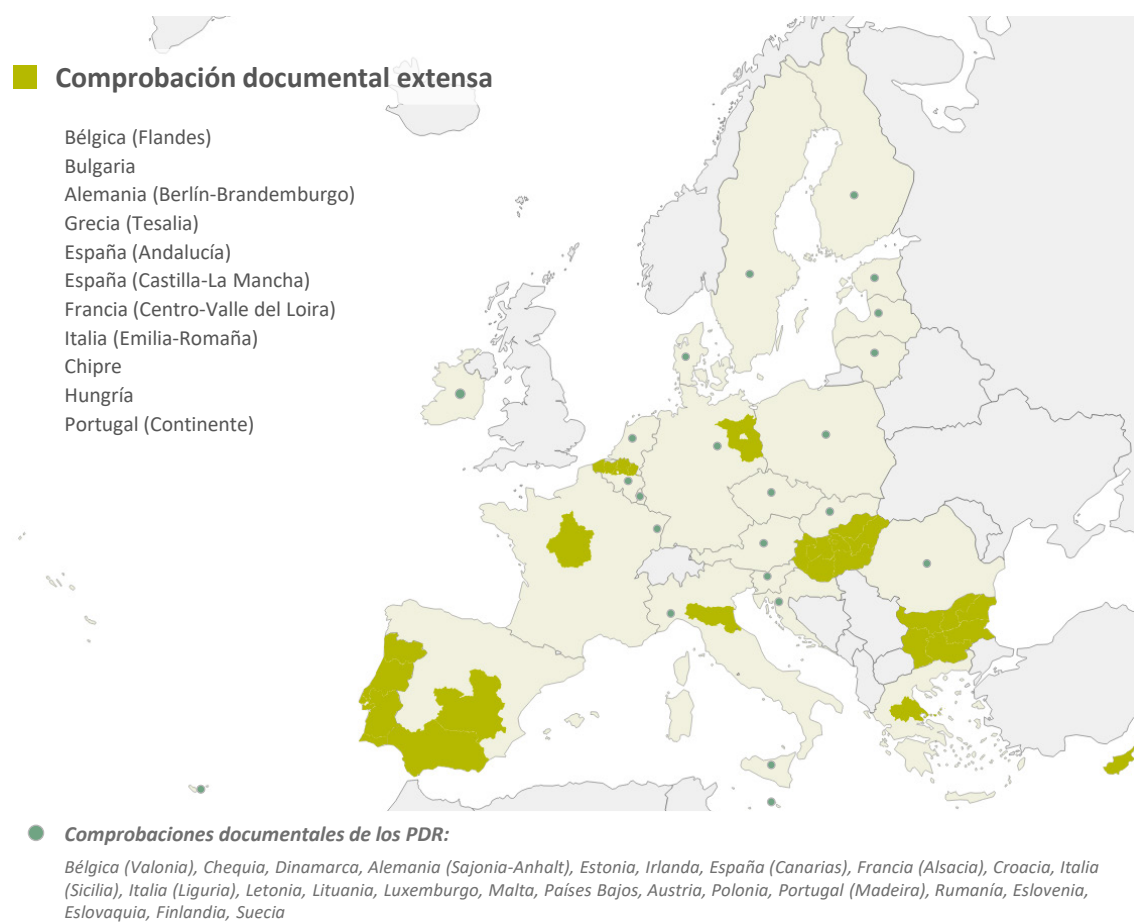 Comprobación documental extensa
Bélgica (Flandes)
Bulgaria
Alemania (Berlín-Brandemburgo)
Grecia (Tesalia)
España (Andalucía)
España (Castilla-La Mancha)
Francia (Centro-Valle del Loira)
Italia (Emilia-Romaña)
Chipre
Hungría
Portugal (Continente)
Comprobaciones documentales de los PDR:
Bélgica (Valonia), Chequia, Dinamarca, Alemania (Sajonia-Anhalt), Estonia, Irlanda, España (Canarias), Francia (Alsacia), Croacia, Italia
(Sicilia), Italia (Liguria), Letonia, Lituania, Luxemburgo, Malta, Países Bajos, Austria, Polonia, Portugal (Madeira), Rumanía, Eslovenia,
Eslovaquia, Finlandia, Suecia